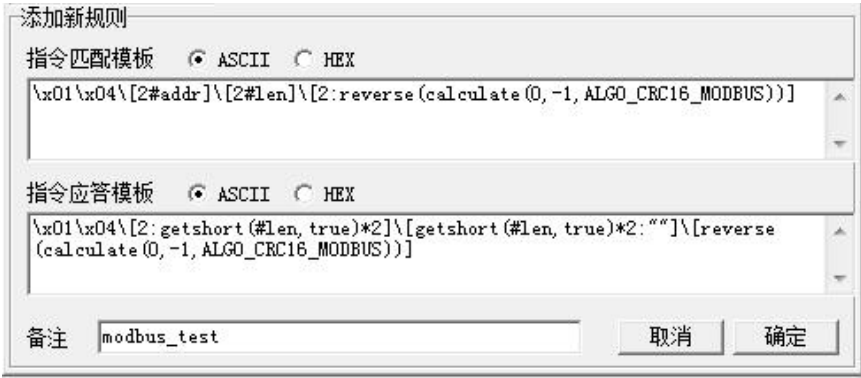 添加新规则
指令匹配模板 ASCII HEX
\x01\x04\[2#addr]\[2#len]\[2:reverse(calculate(0,-1,ALGO_CRC16_MODBUS))]
指令应答模板 ASCII HEX
\x01\x04\[2:getshort(#len,true)*2]\[getshort(#len,true)*2:""]\[reverse
(calculate(0,-1,ALGO_CRC16_MODBUS))]
备注 modbus_test 取消 确定